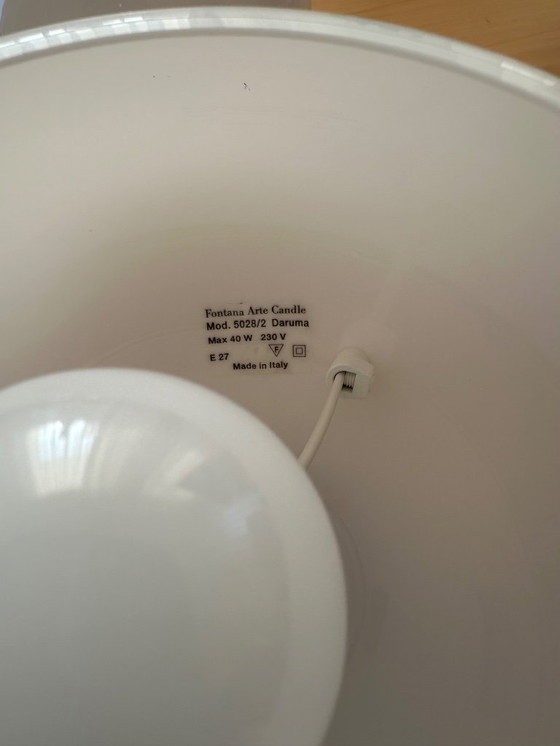 Fontana Arte Candle
Mod. 5028/2 Daruma
Max 40 W 230 V
F
E 27
Made in Italy